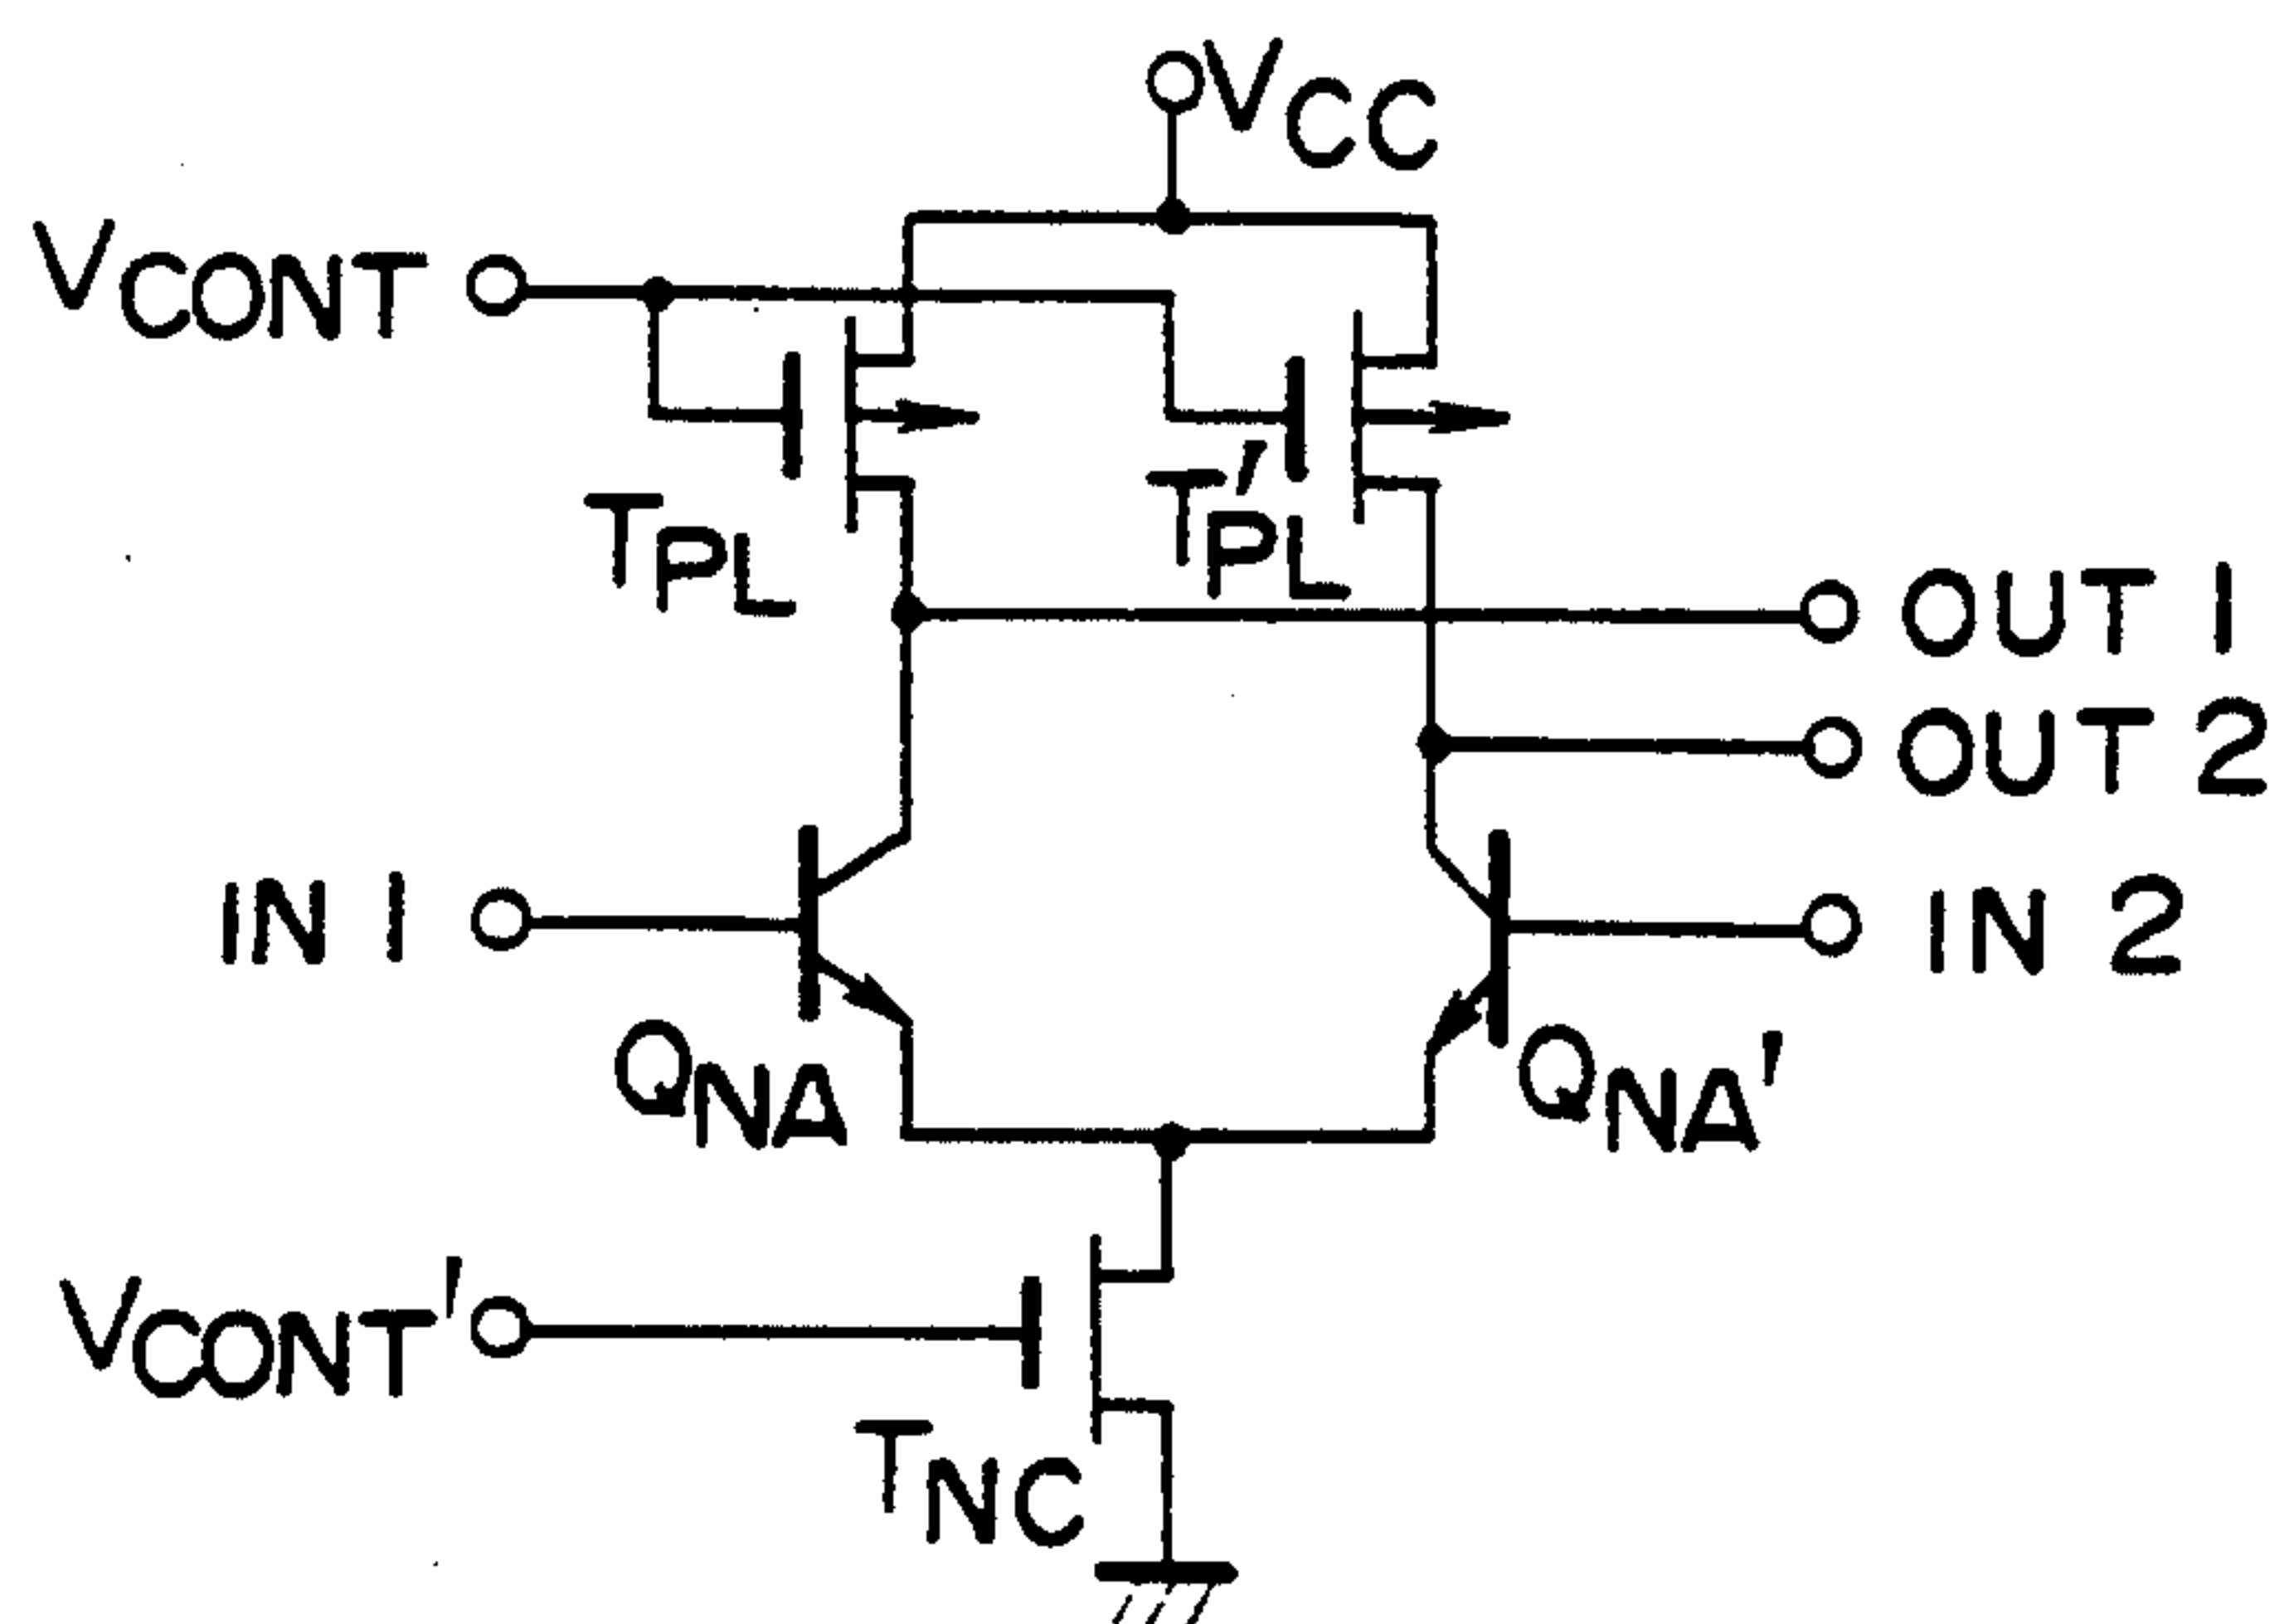 VCC
VCONT
TPL
T'PL
OUT 1
OUT 2
IN 1
IN 2
QNA
QNA'
VCONT'
TNC